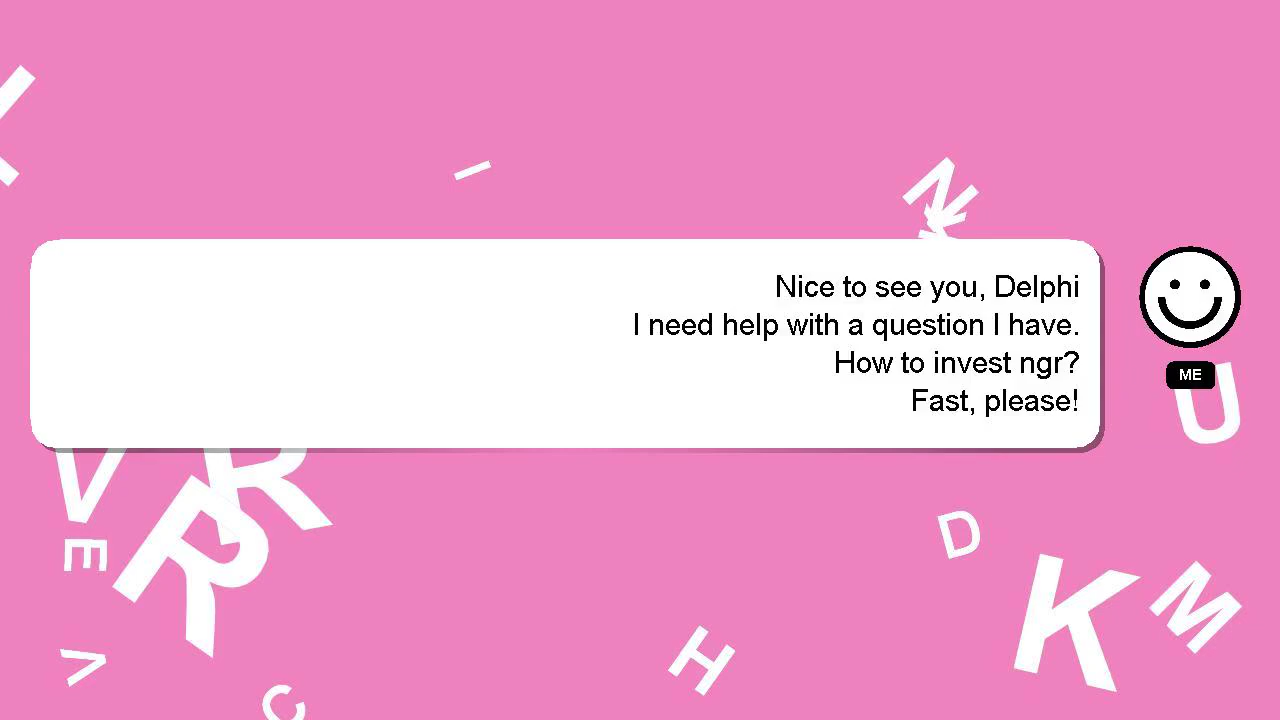 Nice to see you, Delphi
I need help with a question I have.
How to invest ngr?
Fast, please!
ME
I
N
K
U
V
R
R
E
D
K
M
V
H
C